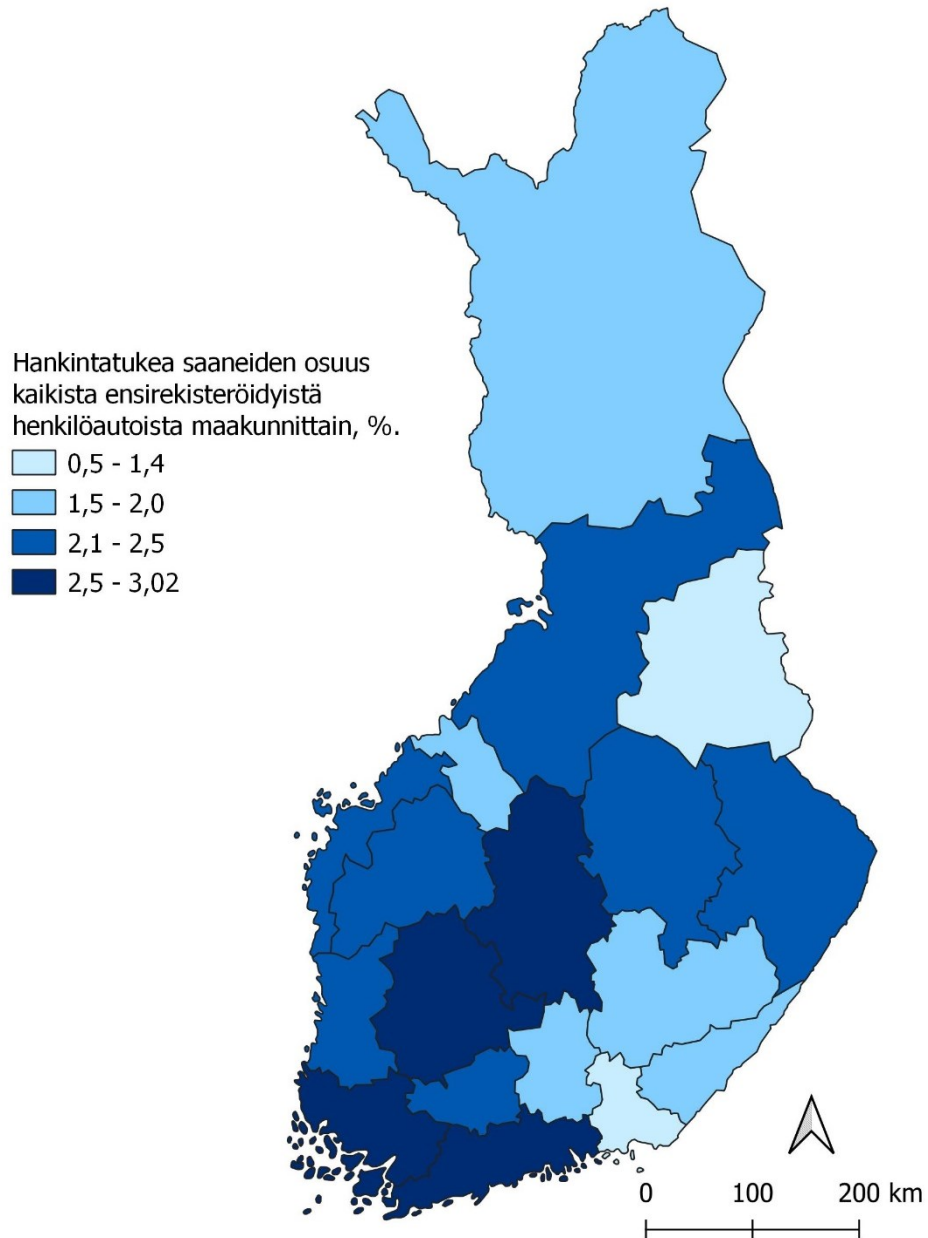 Hankintatukea saaneiden osuus
kaikista ensirekisteröidyistä
henkilöautoista maakunnittain, %.
0,5 - 1,4
1,5 - 2,0
2,1 - 2,5
2,5 - 3,02
0 100 200 km